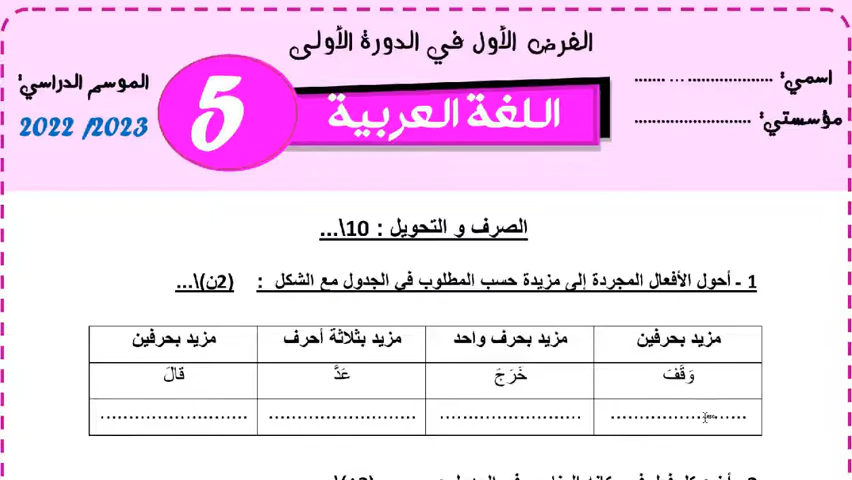 الفرض الأول في الدورة الأولى
اسمي: ................... ... .......
مؤسستي: ..........................
اللغة العربية
5
الموسم الدراسي:
2022 /2023
الصرف و التحويل : 10\...
1 - أحول الأفعال المجردة إلى مزيدة حسب المطلوب في الجدول مع الشكل : (2ن)\...
مزيد بحرفين مزيد بحرف واحد مزيد بثلاثة أحرف مزيد بحرفين
وَقَفَ خَرَجَ عَدَّ قالَ